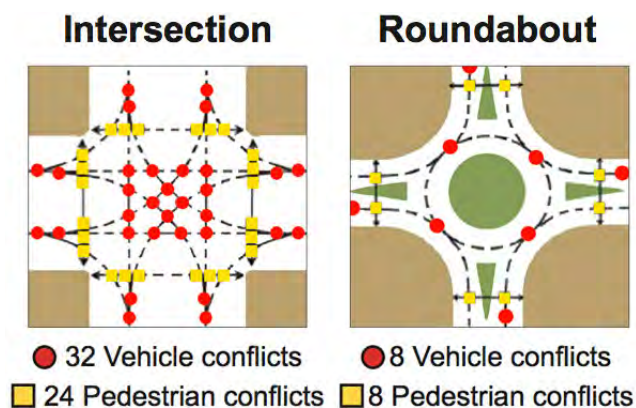 Intersection
Roundabout
32 Vehicle conflicts
8 Vehicle conflicts
24 Pedestrian conflicts
8 Pedestrian conflicts